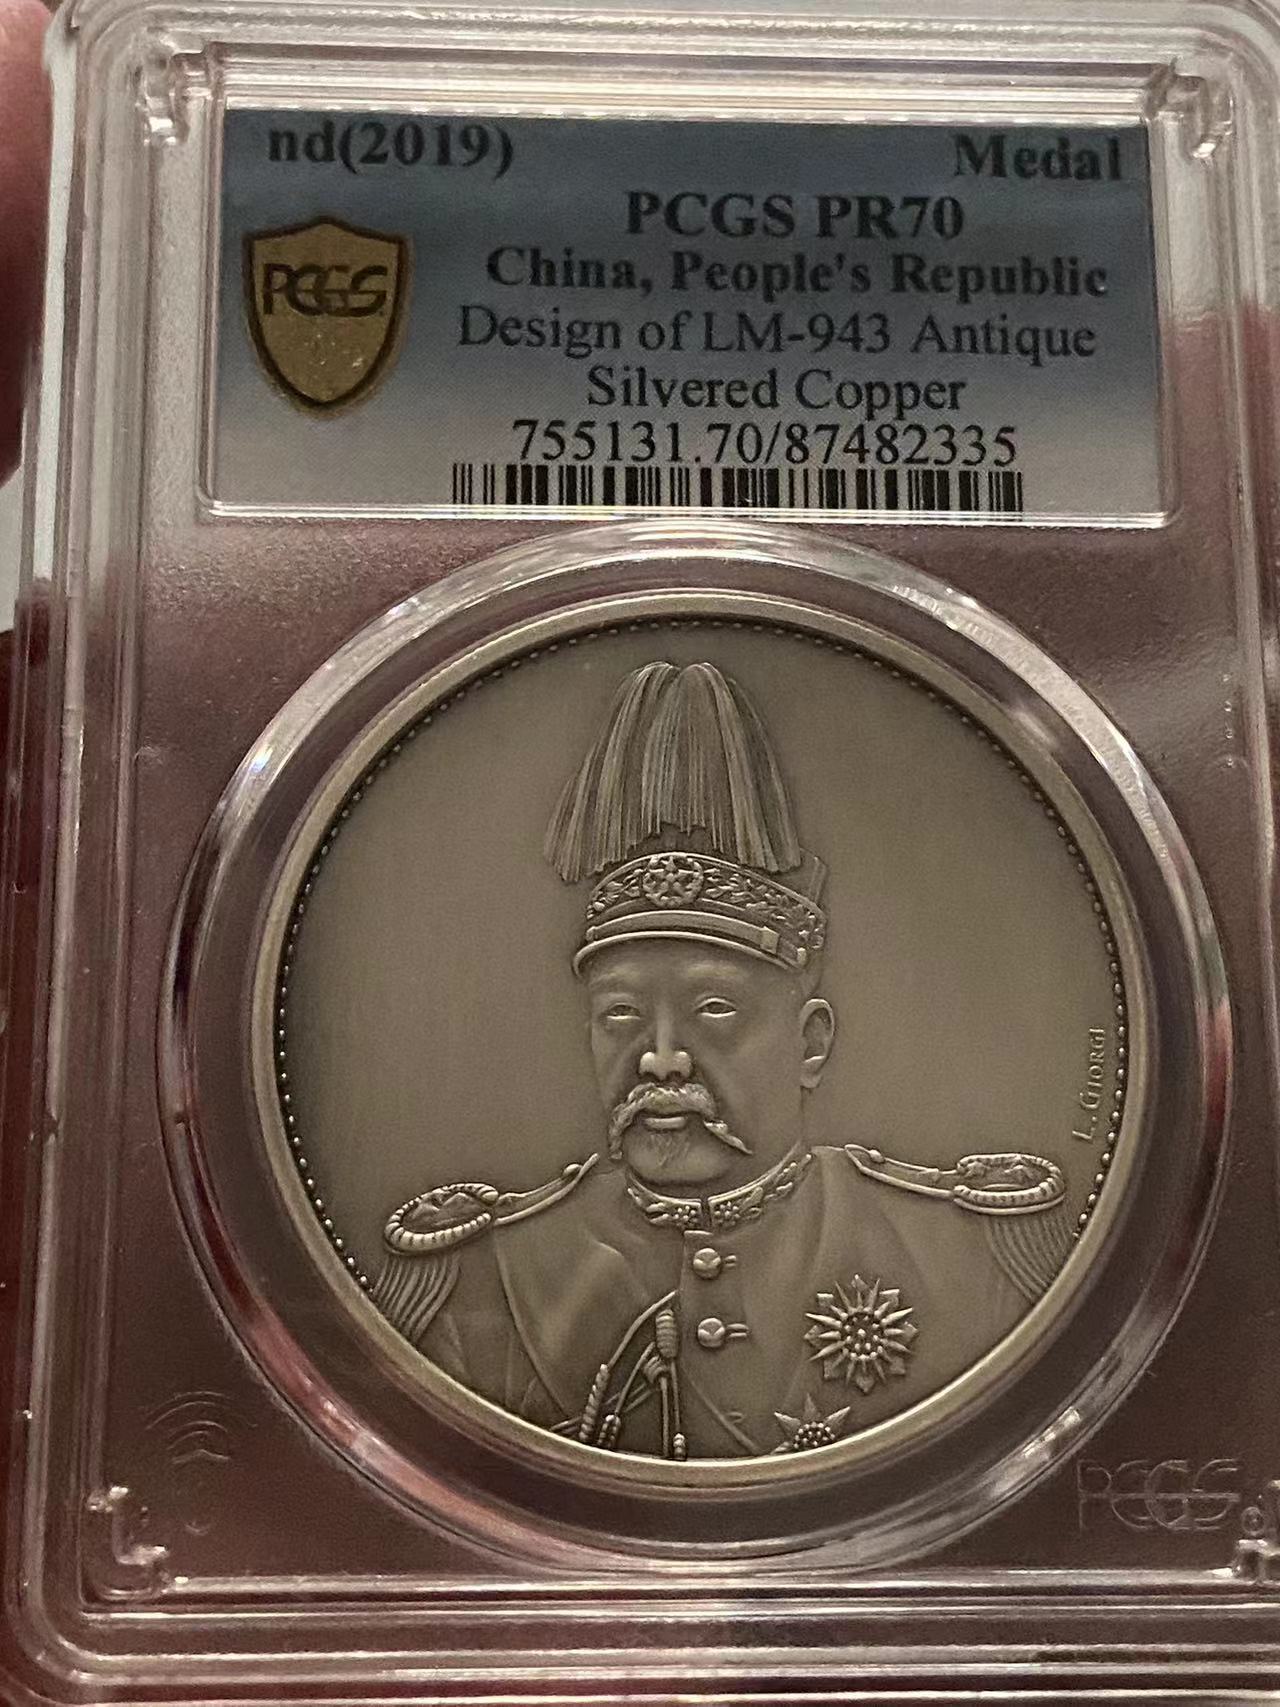 nd(2019) Medal
PCGS PR70
PCGS
China, People's Republic
Design of LM-943 Antique
Silvered Copper
755131.70/87482335
L. GIORGI
PCGS